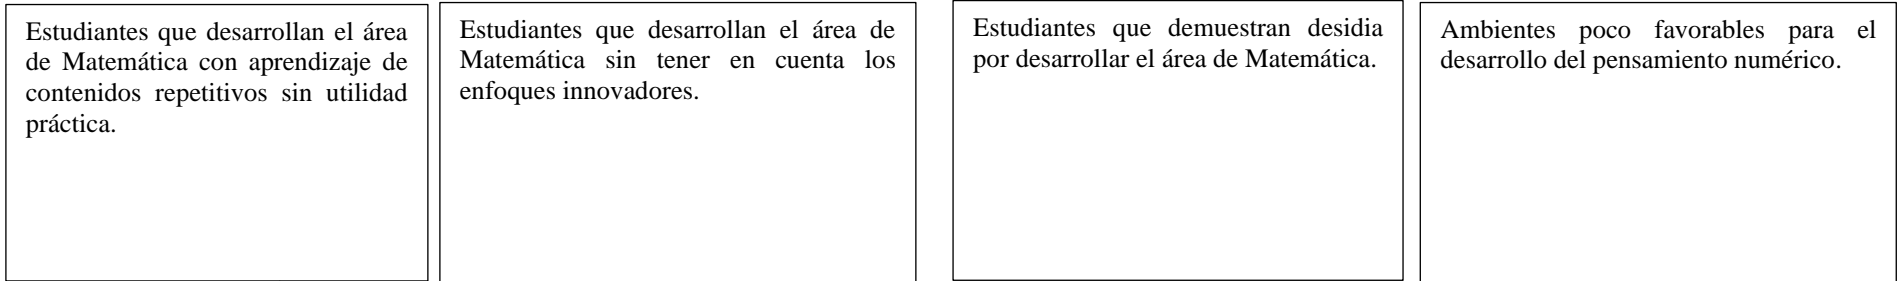 Estudiantes que desarrollan el área
de Matemática con aprendizaje de
contenidos repetitivos sin utilidad
práctica.
Estudiantes que desarrollan el área de
Matemática sin tener en cuenta los
enfoques innovadores.
Estudiantes que demuestran desidia
por desarrollar el área de Matemática.
Ambientes poco favorables para el
desarrollo del pensamiento numérico.